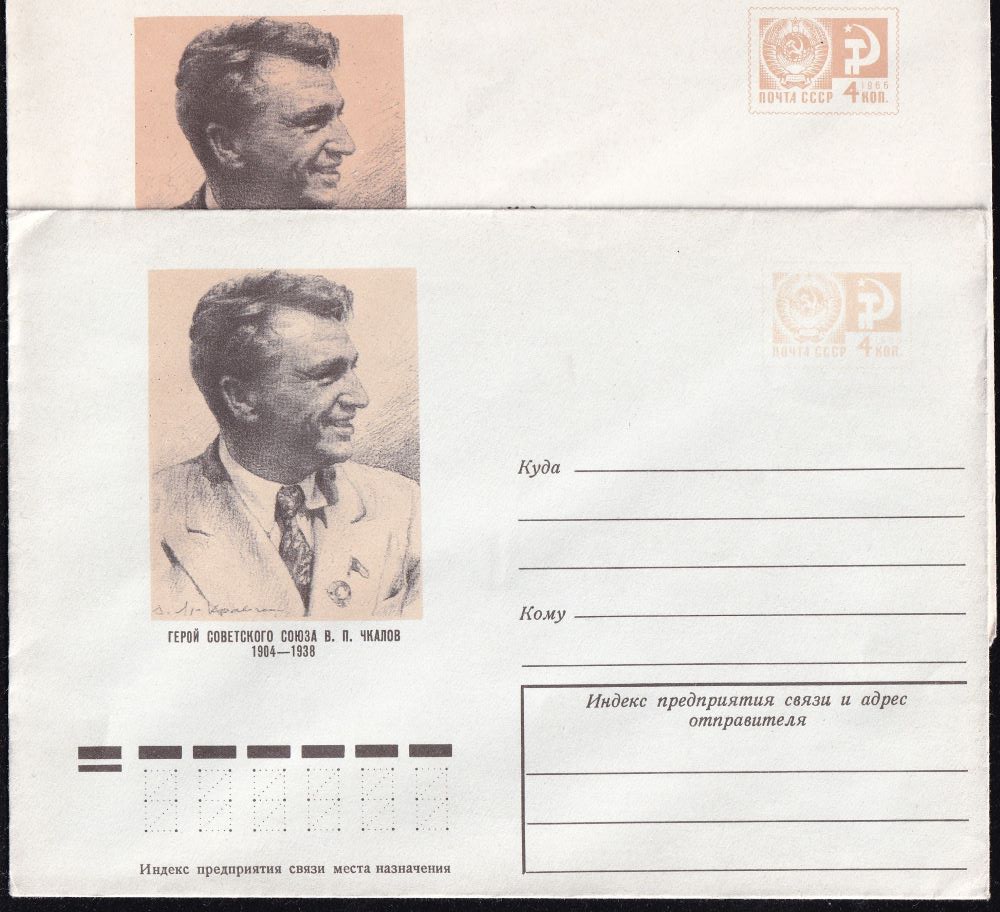 1966
ПОЧТА СССР 4 КОП.
ПОЧТА СССР 4 КОП.
Куда
Кому
ГЕРОЙ СОВЕТСКОГО СОЮЗА В. П. ЧКАЛОВ
1904—1938
Индекс предприятия связи и адрес
отправителя
Индекс предприятия связи места назначения